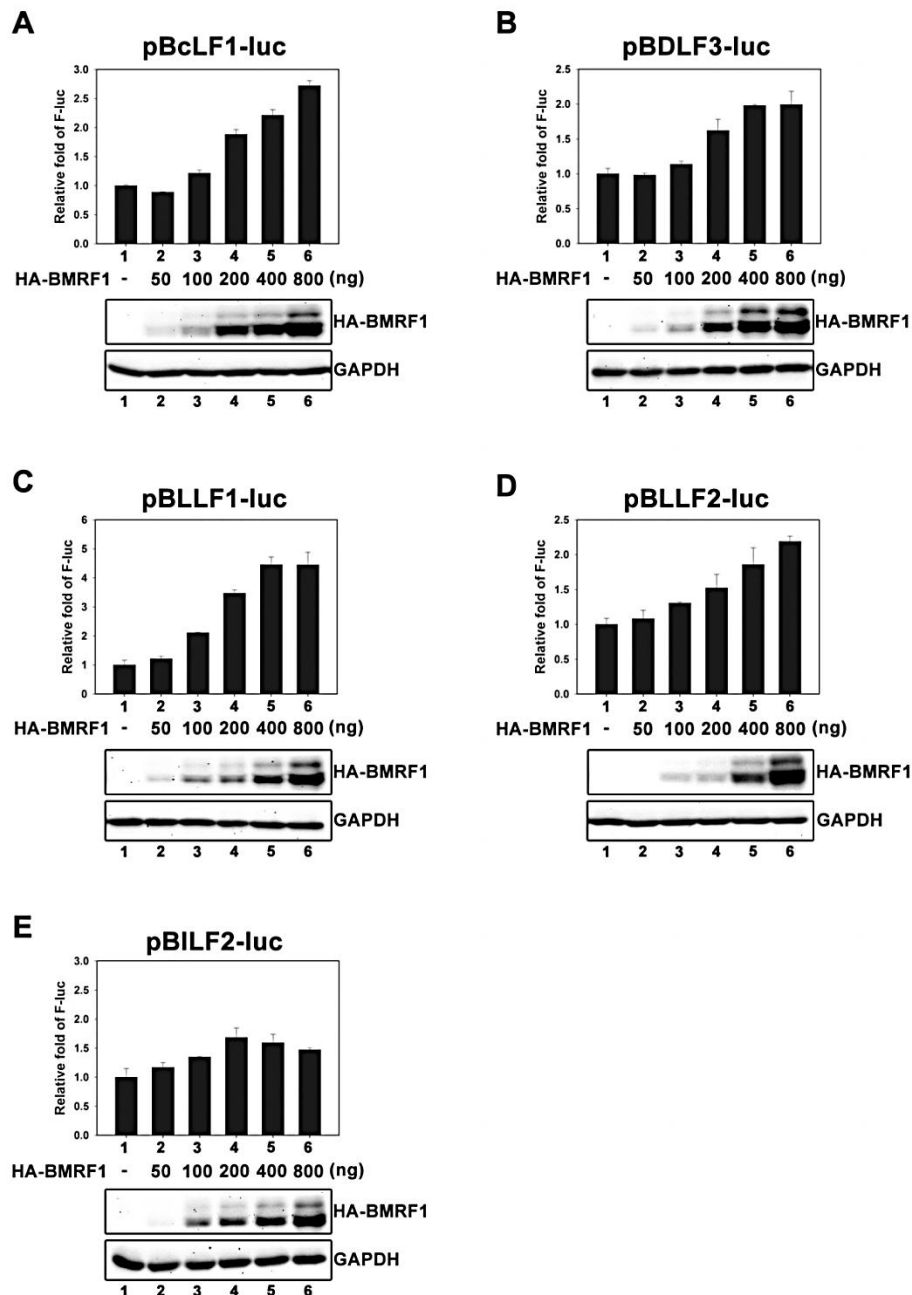 A
pBcLF1-luc
Relative fold of F-luc
3.0
2.5
2.0
1.5
1.0
0.5
0.0
1 2 3 4 5 6
HA-BMRF1 - 50 100 200 400 800 (ng)
HA-BMRF1
GAPDH
1 2 3 4 5 6
B
pBDLF3-luc
Relative fold of F-luc
2.5
2.0
1.5
1.0
0.5
0.0
1 2 3 4 5 6
HA-BMRF1 - 50 100 200 400 800 (ng)
HA-BMRF1
GAPDH
1 2 3 4 5 6
C
pBLLF1-luc
Relative fold of F-luc
6
5
4
3
2
1
0
1 2 3 4 5 6
HA-BMRF1 - 50 100 200 400 800 (ng)
HA-BMRF1
GAPDH
1 2 3 4 5 6
D
pBLLF2-luc
Relative fold of F-luc
2.5
2.0
1.5
1.0
0.5
0.0
1 2 3 4 5 6
HA-BMRF1 - 50 100 200 400 800 (ng)
HA-BMRF1
GAPDH
1 2 3 4 5 6
E
pBILF2-luc
Relative fold of F-luc
3.0
2.5
2.0
1.5
1.0
0.5
0.0
1 2 3 4 5 6
HA-BMRF1 - 50 100 200 400 800 (ng)
HA-BMRF1
GAPDH
1 2 3 4 5 6